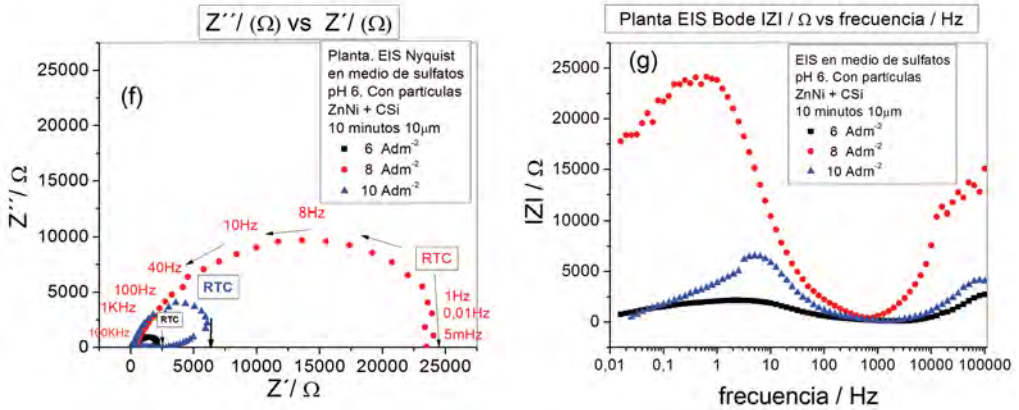 Z´´/ (Ω) vs Z´/ (Ω)
(f)
Planta. EIS Nyquist
en medio de sulfatos
pH 6. Con partículas
ZnNi + CSi
10 minutos 10µm
6 Adm-2
8 Adm-2
10 Adm-2
Z´´/ Ω
25000
20000
15000
10000
5000
0
8Hz
10Hz
40Hz
100Hz
1KHz
100KHz
RTC
RTC
RTC
1Hz
0,01Hz
5mHz
0 5000 10000 15000 20000 25000
Z´/ Ω
Planta EIS Bode IZI / Ω vs frecuencia / Hz
(g)
EIS en medio de sulfatos
pH 6. Con partículas
ZnNi + CSi
10 minutos 10µm
6 Adm-2
8 Adm-2
10 Adm-2
IZI / Ω
25000
20000
15000
10000
5000
0
0,01 0,1 1 10 100 1000 10000 100000
frecuencia / Hz